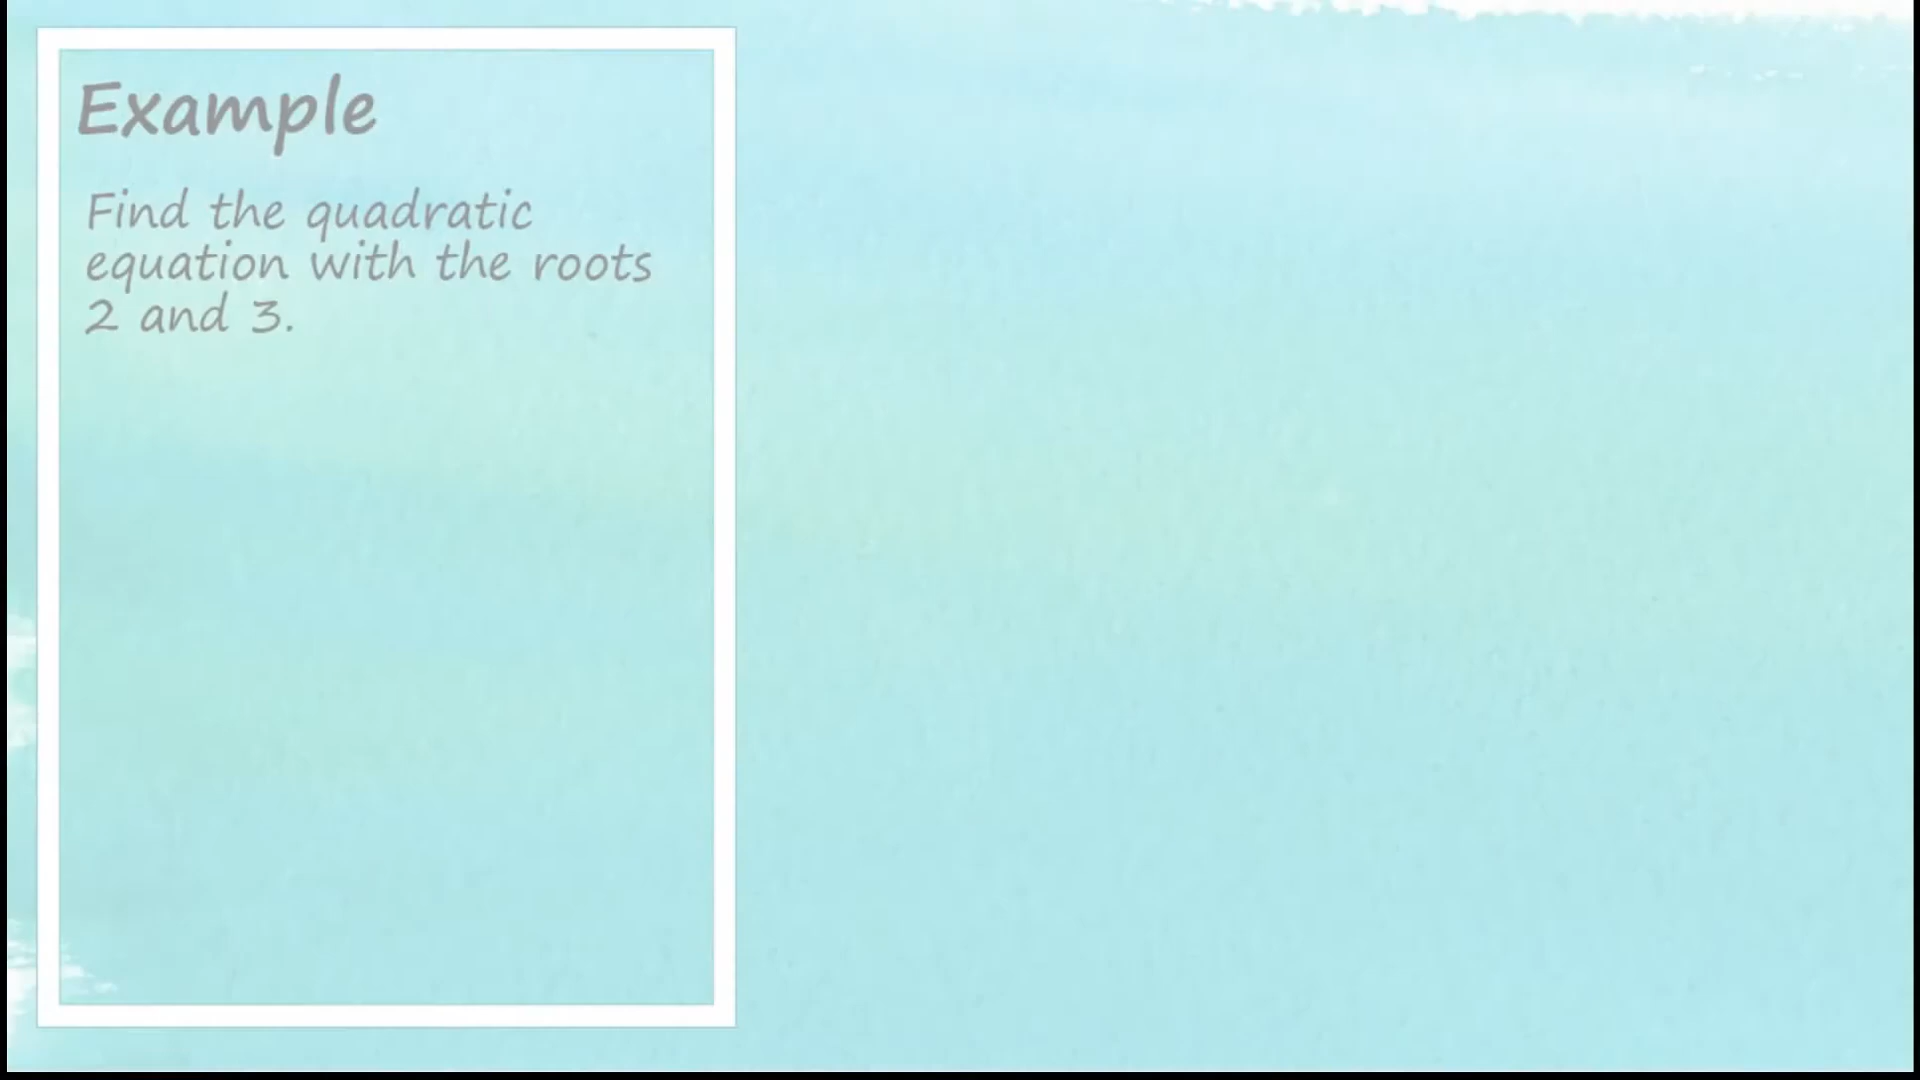 Example
Find the quadratic
equation with the roots
2 and 3.